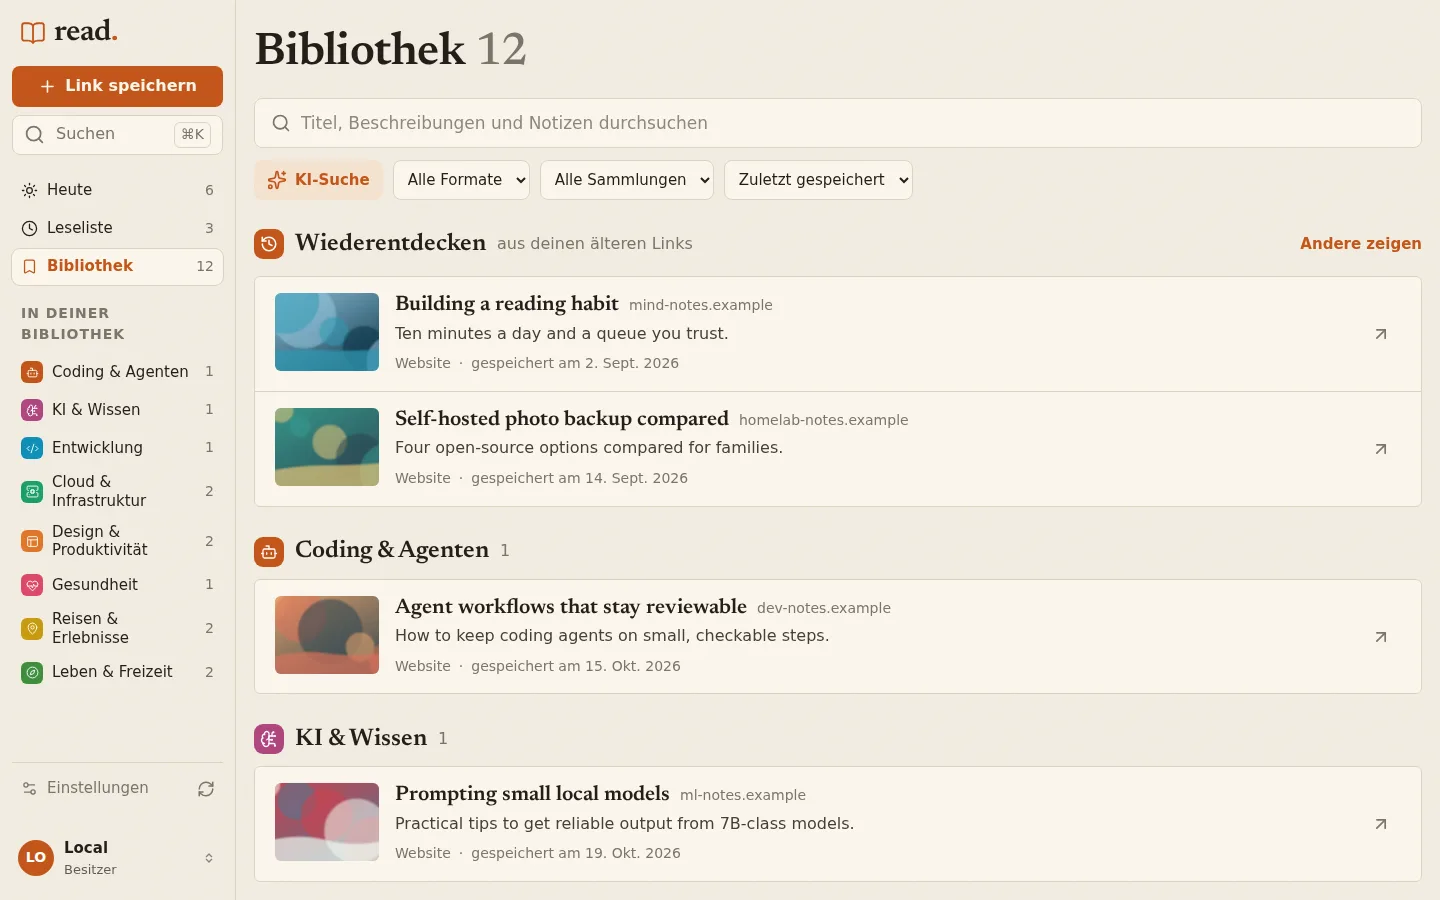 read.
Link speichern
Suchen ⌘K
Heute 6
Leseliste 3
Bibliothek 12
IN DEINER
BIBLIOTHEK
Coding & Agenten 1
KI & Wissen 1
Entwicklung 1
Cloud &
Infrastruktur 2
Design &
Produktivität 2
Gesundheit 1
Reisen &
Erlebnisse 2
Leben & Freizeit 2
Einstellungen
LO
Local
Besitzer
Bibliothek 12
Titel, Beschreibungen und Notizen durchsuchen
KI-Suche Alle Formate Alle Sammlungen Zuletzt gespeichert
Wiederentdecken aus deinen älteren Links Andere zeigen
Building a reading habit mind-notes.example
Ten minutes a day and a queue you trust.
Website · gespeichert am 2. Sept. 2026
Self-hosted photo backup compared homelab-notes.example
Four open-source options compared for families.
Website · gespeichert am 14. Sept. 2026
Coding & Agenten 1
Agent workflows that stay reviewable dev-notes.example
How to keep coding agents on small, checkable steps.
Website · gespeichert am 15. Okt. 2026
KI & Wissen 1
Prompting small local models ml-notes.example
Practical tips to get reliable output from 7B-class models.
Website · gespeichert am 19. Okt. 2026